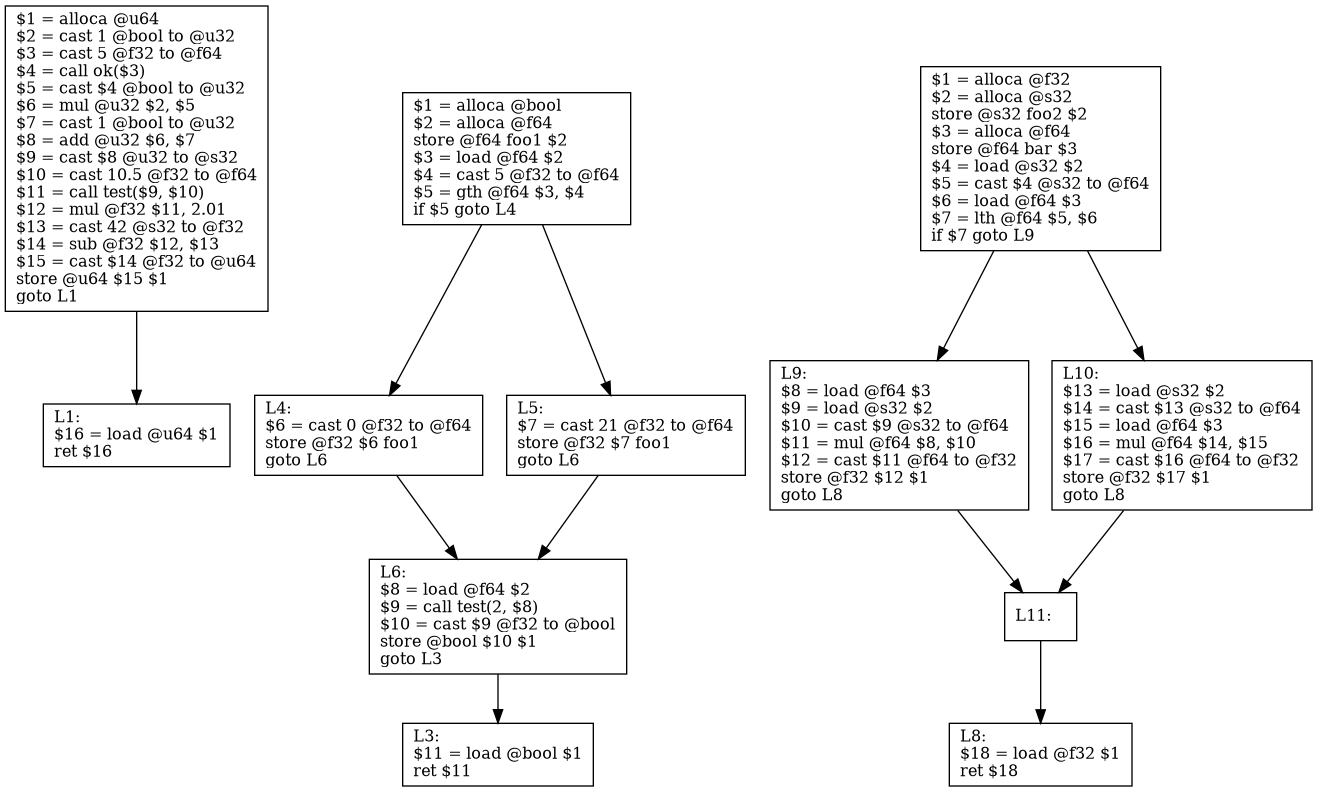 $1 = alloca @u64
$2 = cast 1 @bool to @u32
$3 = cast 5 @f32 to @f64
$4 = call ok($3)
$5 = cast $4 @bool to @u32
$6 = mul @u32 $2, $5
$7 = cast 1 @bool to @u32
$8 = add @u32 $6, $7
$9 = cast $8 @u32 to @s32
$10 = cast 10.5 @f32 to @f64
$11 = call test($9, $10)
$12 = mul @f32 $11, 2.01
$13 = cast 42 @s32 to @f32
$14 = sub @f32 $12, $13
$15 = cast $14 @f32 to @u64
store @u64 $15 $1
goto L1
L1:
$16 = load @u64 $1
ret $16
$1 = alloca @bool
$2 = alloca @f64
store @f64 foo1 $2
$3 = load @f64 $2
$4 = cast 5 @f32 to @f64
$5 = gth @f64 $3, $4
if $5 goto L4
L4:
$6 = cast 0 @f32 to @f64
store @f32 $6 foo1
goto L6
L5:
$7 = cast 21 @f32 to @f64
store @f32 $7 foo1
goto L6
L6:
$8 = load @f64 $2
$9 = call test(2, $8)
$10 = cast $9 @f32 to @bool
store @bool $10 $1
goto L3
L3:
$11 = load @bool $1
ret $11
$1 = alloca @f32
$2 = alloca @s32
store @s32 foo2 $2
$3 = alloca @f64
store @f64 bar $3
$4 = load @s32 $2
$5 = cast $4 @s32 to @f64
$6 = load @f64 $3
$7 = lth @f64 $5, $6
if $7 goto L9
L9:
$8 = load @f64 $3
$9 = load @s32 $2
$10 = cast $9 @s32 to @f64
$11 = mul @f64 $8, $10
$12 = cast $11 @f64 to @f32
store @f32 $12 $1
goto L8
L10:
$13 = load @s32 $2
$14 = cast $13 @s32 to @f64
$15 = load @f64 $3
$16 = mul @f64 $14, $15
$17 = cast $16 @f64 to @f32
store @f32 $17 $1
goto L8
L11:
L8:
$18 = load @f32 $1
ret $18